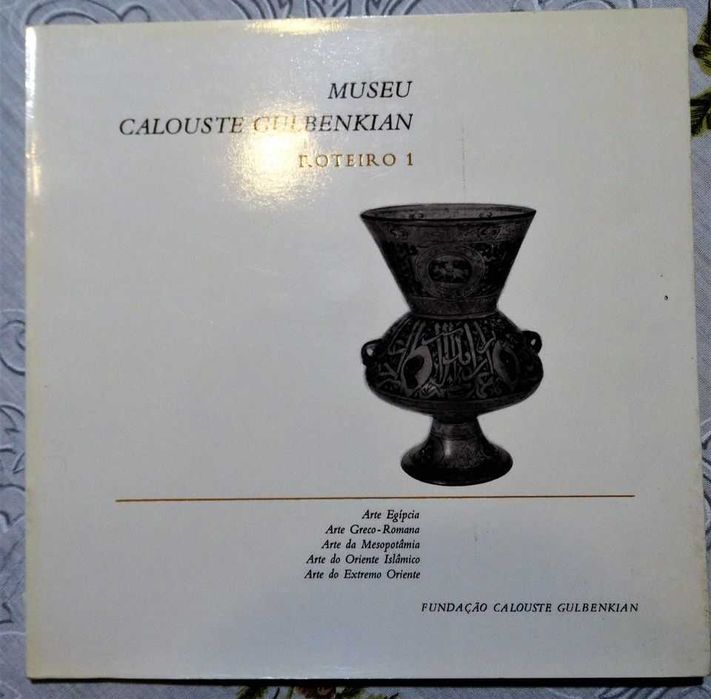 MUSEU
CALOUSTE GULBENKIAN
ROTEIRO 1
Arte Egípcia
Arte Greco-Romana
Arte da Mesopotâmia
Arte do Oriente Islâmico
Arte do Extremo Oriente
FUNDAÇÃO CALOUSTE GULBENKIAN